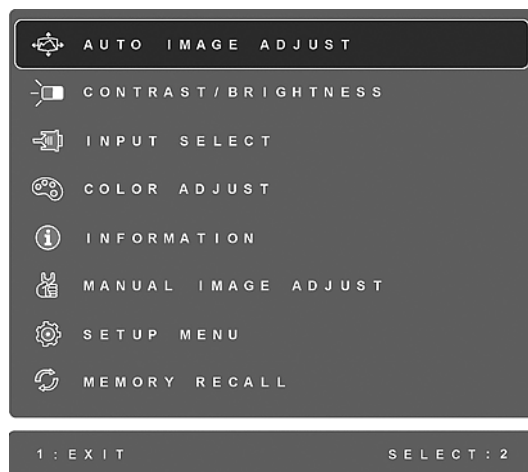 AUTO IMAGE ADJUST
CONTRAST/BRIGHTNESS
INPUT SELECT
COLOR ADJUST
INFORMATION
MANUAL IMAGE ADJUST
SETUP MENU
MEMORY RECALL
1:EXIT SELECT:2